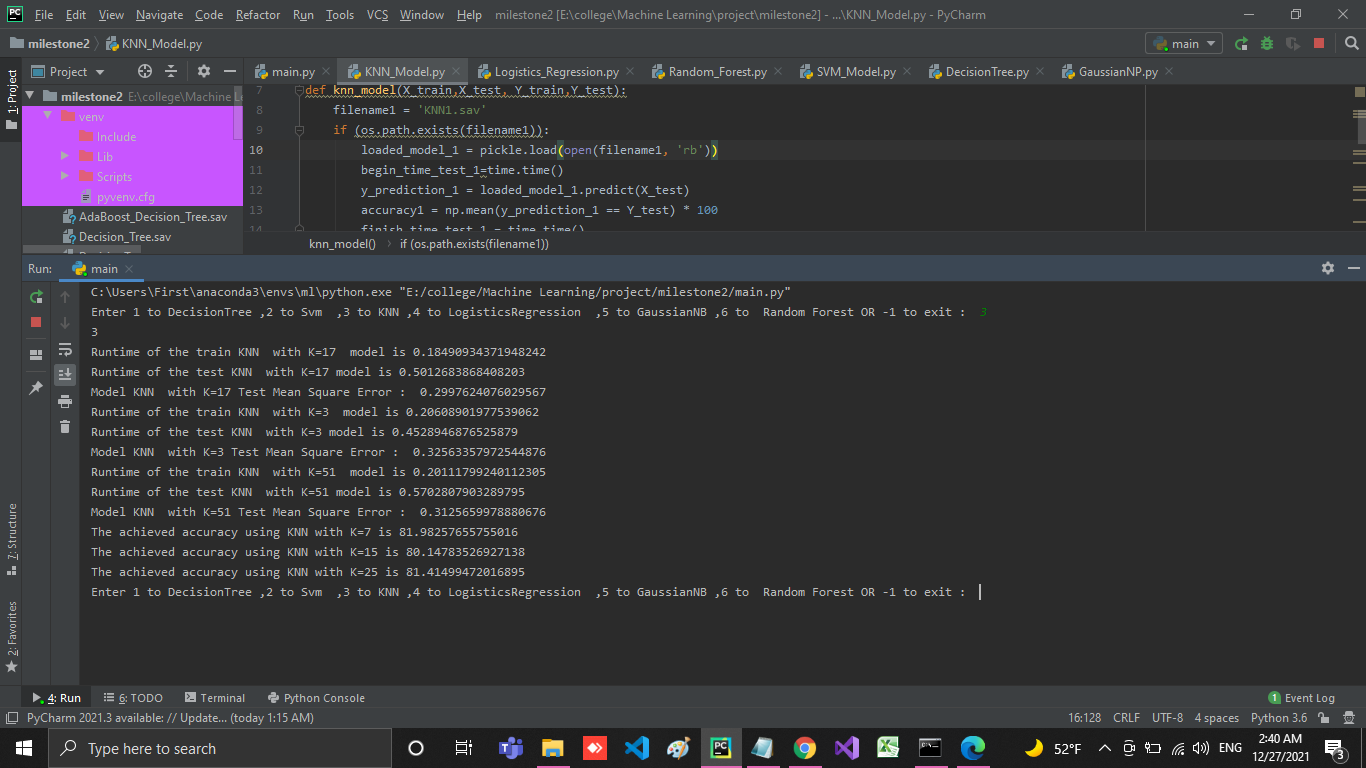 File Edit View Navigate Code Refactor Run Tools VCS Window Help milestone2 [E:\college\Machine Learning\project\milestone2] - ...\KNN_Model.py - PyCharm
milestone2 KNN_Model.py main
Project main.py KNN_Model.py Logistics_Regression.py Random_Forest.py SVM_Model.py DecisionTree.py GaussianNP.py
1: Project
milestone2 E:\college\Machine L
venv
Include
Lib
Scripts
pyvenv.cfg
AdaBoost_Decision_Tree.sav
Decision_Tree.sav
7 def knn_model(X_train,X_test, Y_train,Y_test):
8 filename1 = 'KNN1.sav'
9 if (os.path.exists(filename1)):
10 loaded_model_1 = pickle.load(open(filename1, 'rb'))
11 begin_time_test_1=time.time()
12 y_prediction_1 = loaded_model_1.predict(X_test)
13 accuracy1 = np.mean(y_prediction_1 == Y_test) * 100
14 finish_time_test_1 = time.time()
knn_model() if (os.path.exists(filename1))
Run: main
C:\Users\First\anaconda3\envs\ml\python.exe "E:/college/Machine Learning/project/milestone2/main.py"
Enter 1 to DecisionTree ,2 to Svm  ,3 to KNN ,4 to LogisticsRegression  ,5 to GaussianNB ,6 to  Random Forest OR -1 to exit :  3
3
Runtime of the train KNN  with K=17  model is 0.18490934371948242
Runtime of the test KNN  with K=17 model is 0.5012683868408203
Model KNN  with K=17 Test Mean Square Error :  0.2997624076029567
Runtime of the train KNN  with K=3  model is 0.20608901977539062
Runtime of the test KNN  with K=3 model is 0.4528946876525879
Model KNN  with K=3 Test Mean Square Error :  0.32563357972544876
Runtime of the train KNN  with K=51  model is 0.20111799240112305
Runtime of the test KNN  with K=51 model is 0.5702807903289795
Model KNN  with K=51 Test Mean Square Error :  0.3125659978880676
The achieved accuracy using KNN with K=7 is 81.98257655755016
The achieved accuracy using KNN with K=15 is 80.14783526927138
The achieved accuracy using KNN with K=25 is 81.41499472016895
Enter 1 to DecisionTree ,2 to Svm  ,3 to KNN ,4 to LogisticsRegression  ,5 to GaussianNB ,6 to  Random Forest OR -1 to exit :
7: Structure
2: Favorites
4: Run 6: TODO Terminal Python Console 1 Event Log
PyCharm 2021.3 available: // Update... (today 1:15 AM) 16:128 CRLF UTF-8 4 spaces Python 3.6
Type here to search 52°F ENG 2:40 AM
12/27/2021 3